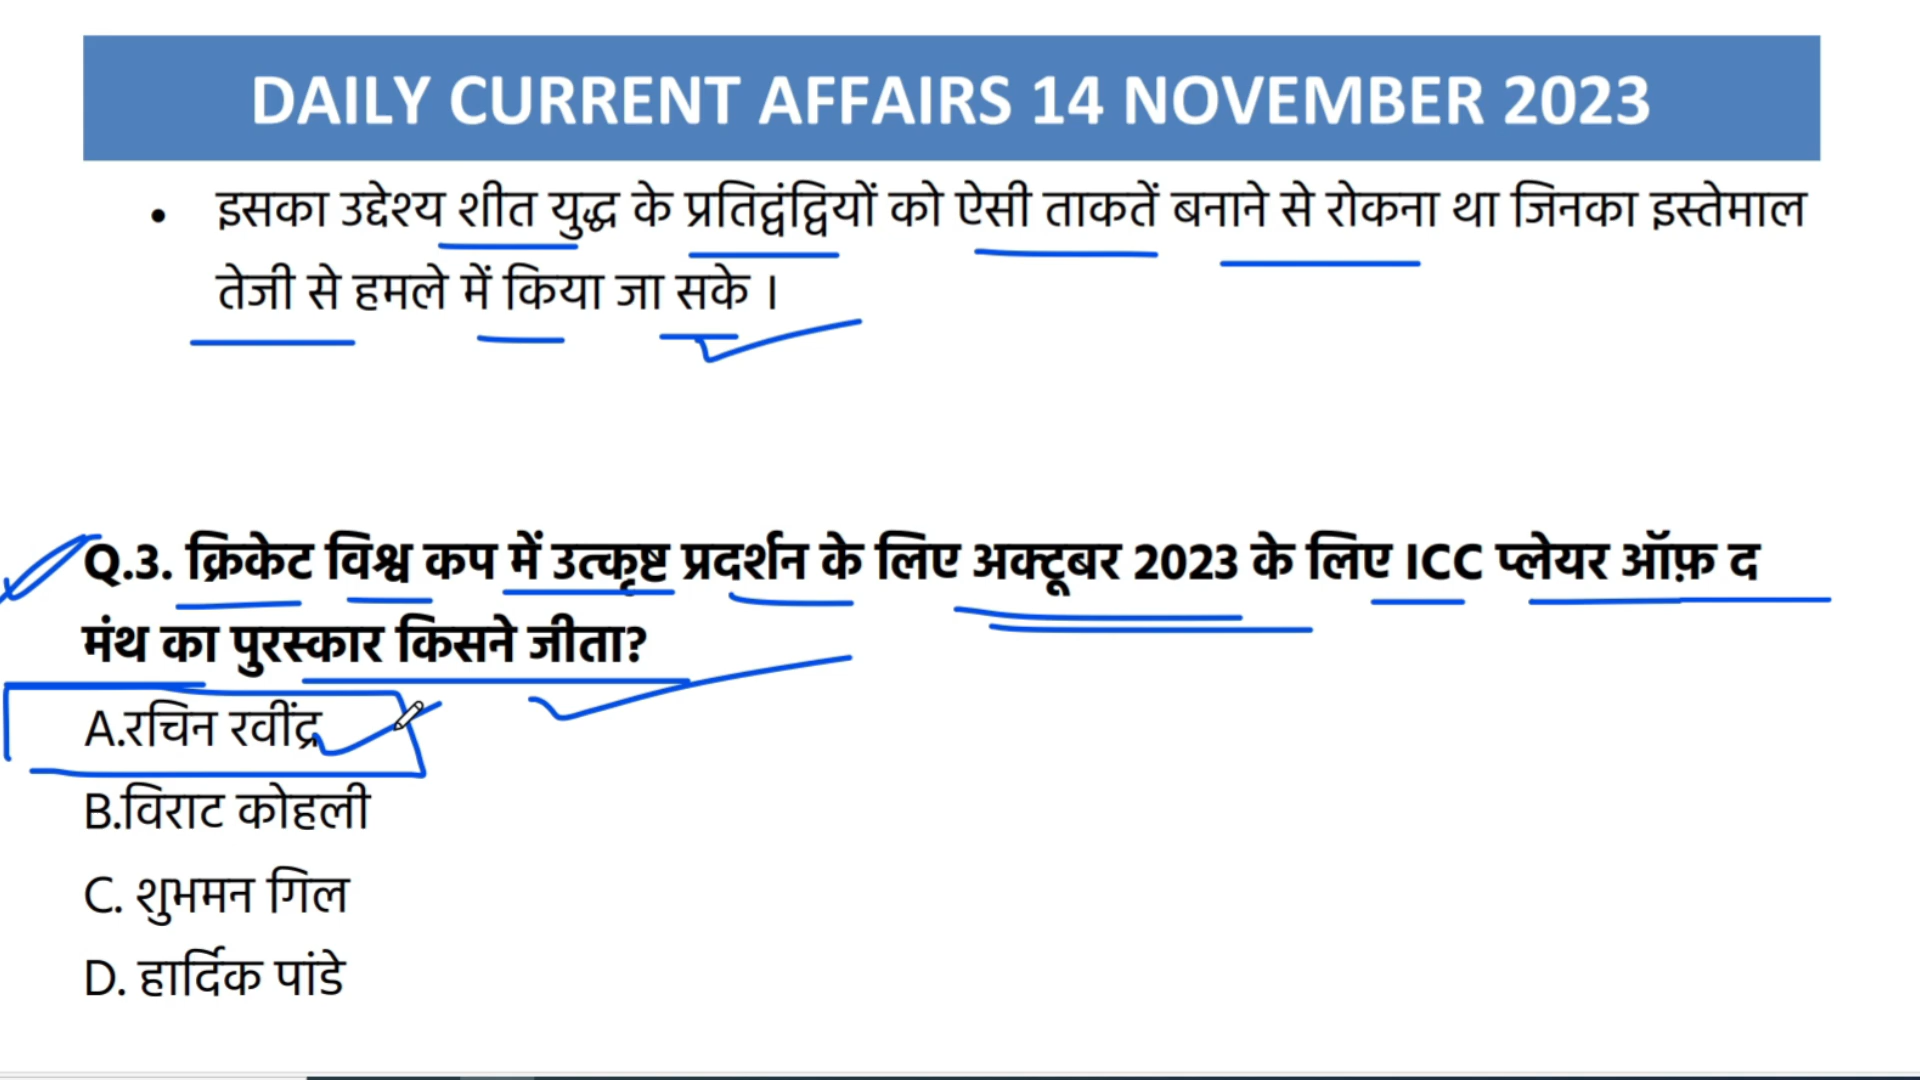 DAILY CURRENT AFFAIRS 14 NOVEMBER 2023
• इसका उद्देश्य शीत युद्ध के प्रतिद्वंद्वियों को ऐसी ताकतें बनाने से रोकना था जिनका इस्तेमाल
तेजी से हमले में किया जा सके ।
Q.3. क्रिकेट विश्व कप में उत्कृष्ट प्रदर्शन के लिए अक्टूबर 2023 के लिए ICC प्लेयर ऑफ़ द
मंथ का पुरस्कार किसने जीता?
A.रचिन रवींद्र
B.विराट कोहली
C. शुभमन गिल
D. हार्दिक पांडे